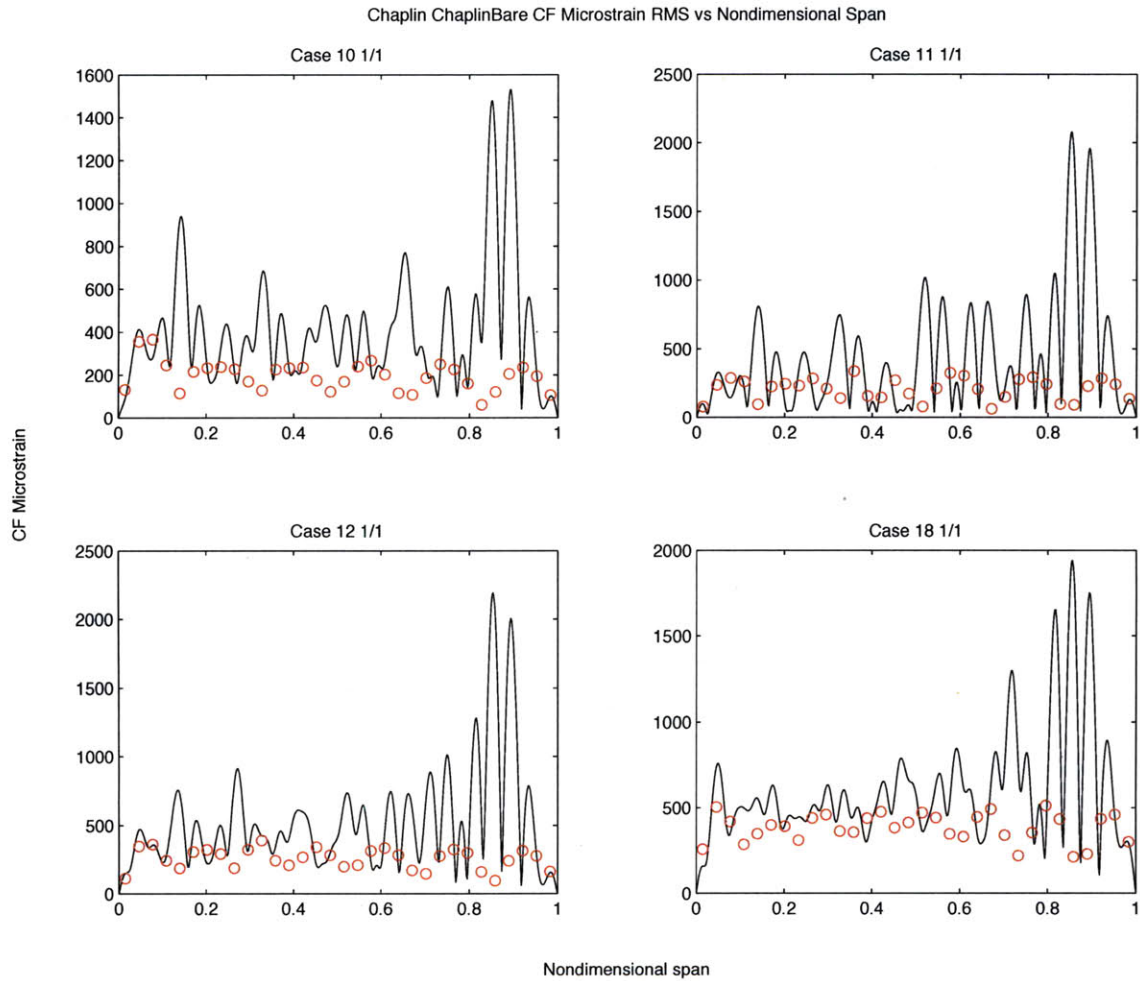 Chaplin ChaplinBare CF Microstrain RMS vs Nondimensional Span
Case 10 1/1
1600
1400
1200
1000
800
600
400
200
0
0 0.2 0.4 0.6 0.8 1
Case 11 1/1
2500
2000
1500
1000
500
0
0 0.2 0.4 0.6 0.8 1
CF Microstrain
Case 12 1/1
2500
2000
1500
1000
500
0
0 0.2 0.4 0.6 0.8 1
Case 18 1/1
2000
1500
1000
500
0
0 0.2 0.4 0.6 0.8 1
Nondimensional span